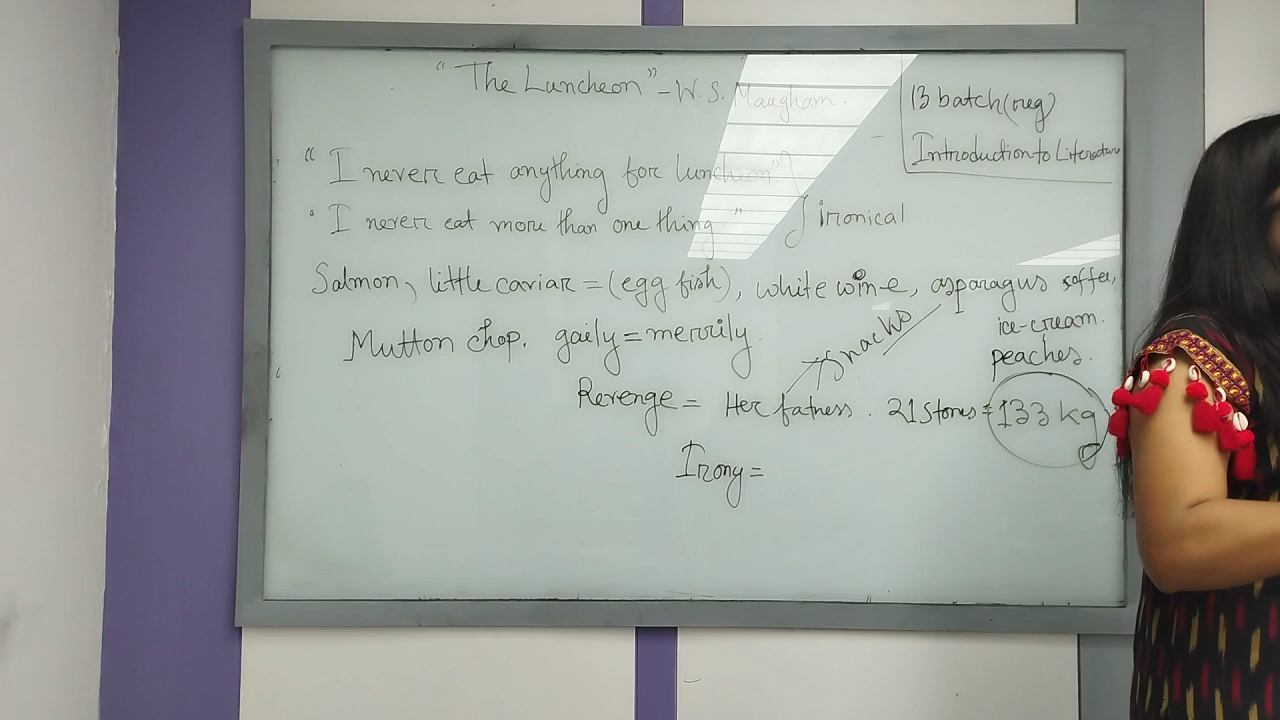 "The Luncheon" - W. S. Maugham.
13 batch (reg)
Introduction to Literature
"I never eat anything for luncheon."
"I never eat more than one thing." } ironical
Salmon, little caviar = (egg fish), white wine, asparagus coffee,
ice-cream.
peaches.
Mutton chop. gaily = merrily.
snacks
Revenge = Her fatness. 21 Stones = 133 kg
Irony =